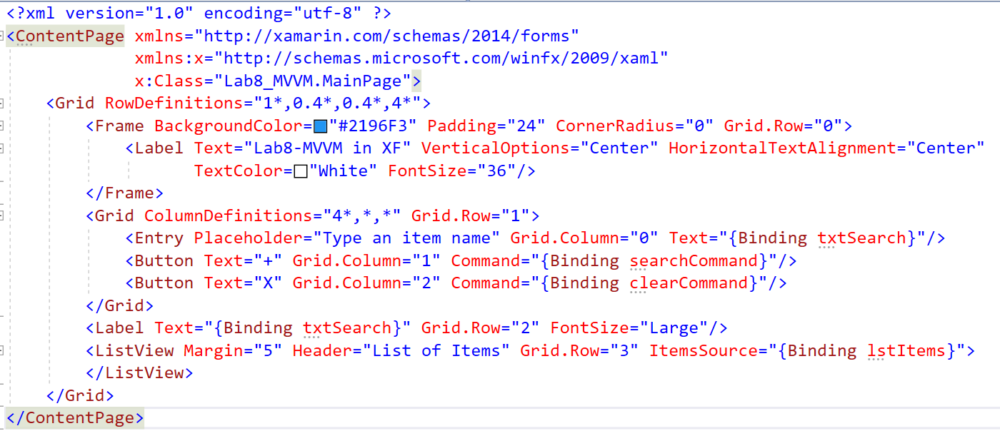 <?xml version="1.0" encoding="utf-8" ?>
<ContentPage xmlns="http://xamarin.com/schemas/2014/forms"
             xmlns:x="http://schemas.microsoft.com/winfx/2009/xaml"
             x:Class="Lab8_MVVM.MainPage">
    <Grid RowDefinitions="1*,0.4*,0.4*,4*">
        <Frame BackgroundColor="#2196F3" Padding="24" CornerRadius="0" Grid.Row="0">
            <Label Text="Lab8-MVVM in XF" VerticalOptions="Center" HorizontalTextAlignment="Center"
                   TextColor="White" FontSize="36"/>
        </Frame>
        <Grid ColumnDefinitions="4*,*,*" Grid.Row="1">
            <Entry Placeholder="Type an item name" Grid.Column="0" Text="{Binding txtSearch}"/>
            <Button Text="+" Grid.Column="1" Command="{Binding searchCommand}"/>
            <Button Text="X" Grid.Column="2" Command="{Binding clearCommand}"/>
        </Grid>
        <Label Text="{Binding txtSearch}" Grid.Row="2" FontSize="Large"/>
        <ListView Margin="5" Header="List of Items" Grid.Row="3" ItemsSource="{Binding lstItems}">
        </ListView>
    </Grid>
</ContentPage>